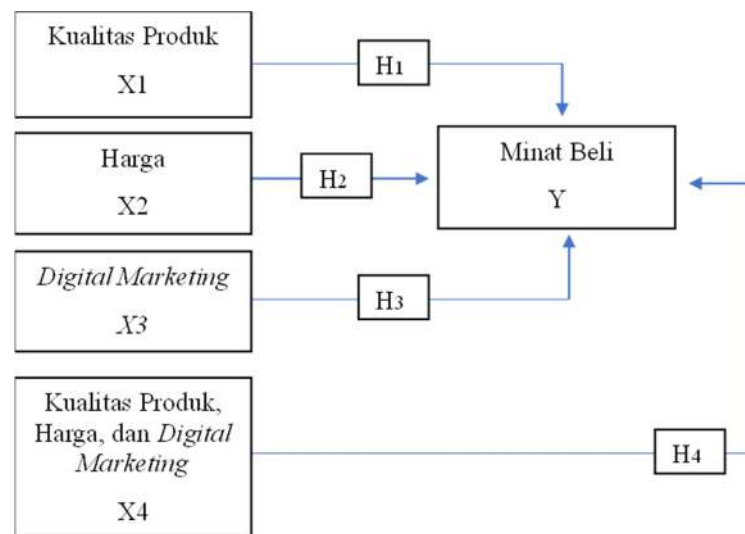 Kualitas Produk
X1
H1
Harga
X2
H2
Minat Beli
Y
Digital Marketing
X3
H3
Kualitas Produk,
Harga, dan Digital
Marketing
X4
H4